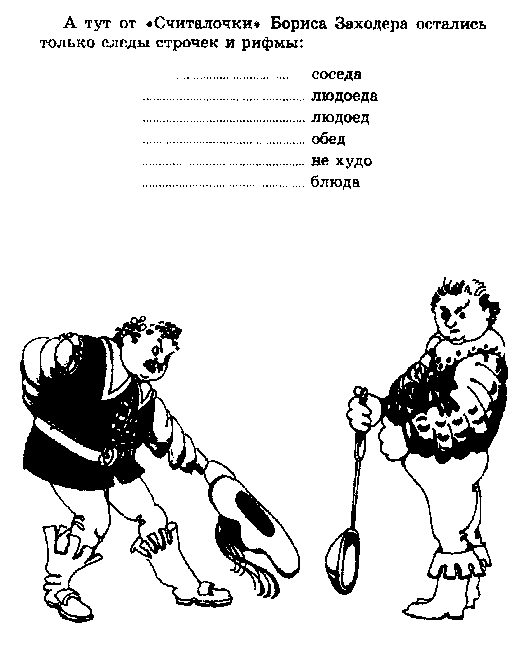 А тут от «Считалочки» Бориса Заходера остались
только следы строчек и рифмы:
............................ соседа
............................ людоеда
............................ людоед
............................ обед
............................ не худо
............................ блюда